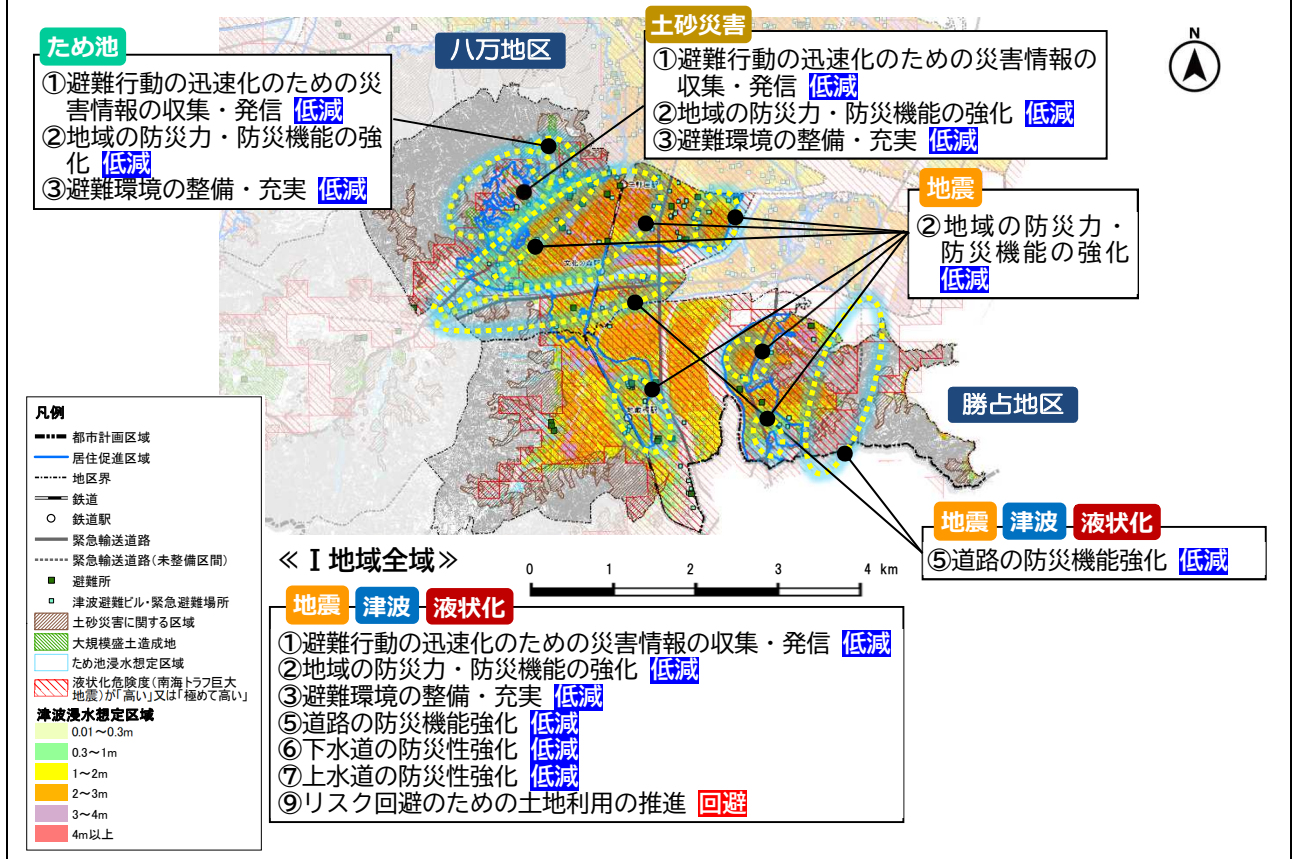 ため池
①避難行動の迅速化のための災
害情報の収集・発信 低減
②地域の防災力・防災機能の強
化 低減
③避難環境の整備・充実 低減
八万地区
土砂災害
①避難行動の迅速化のための災害情報の
収集・発信 低減
②地域の防災力・防災機能の強化 低減
③避難環境の整備・充実 低減
N
地震
②地域の防災力・
防災機能の強化
低減
文化の森駅
地蔵橋駅
勝占地区
地震 津波 液状化
⑤道路の防災機能強化 低減
凡例
都市計画区域
居住促進区域
地区界
鉄道
鉄道駅
緊急輸送道路
緊急輸送道路(未整備区間)
避難所
津波避難ビル・緊急避難場所
土砂災害に関する区域
大規模盛土造成地
ため池浸水想定区域
液状化危険度(南海トラフ巨大
地震)が「高い」又は「極めて高い」
津波浸水想定区域
0.01～0.3m
0.3～1m
1～2m
2～3m
3～4m
4m以上
≪Ⅰ地域全域≫
0 1 2 3 4 km
地震 津波 液状化
①避難行動の迅速化のための災害情報の収集・発信 低減
②地域の防災力・防災機能の強化 低減
③避難環境の整備・充実 低減
⑤道路の防災機能強化 低減
⑥下水道の防災性強化 低減
⑦上水道の防災性強化 低減
⑨リスク回避のための土地利用の推進 回避